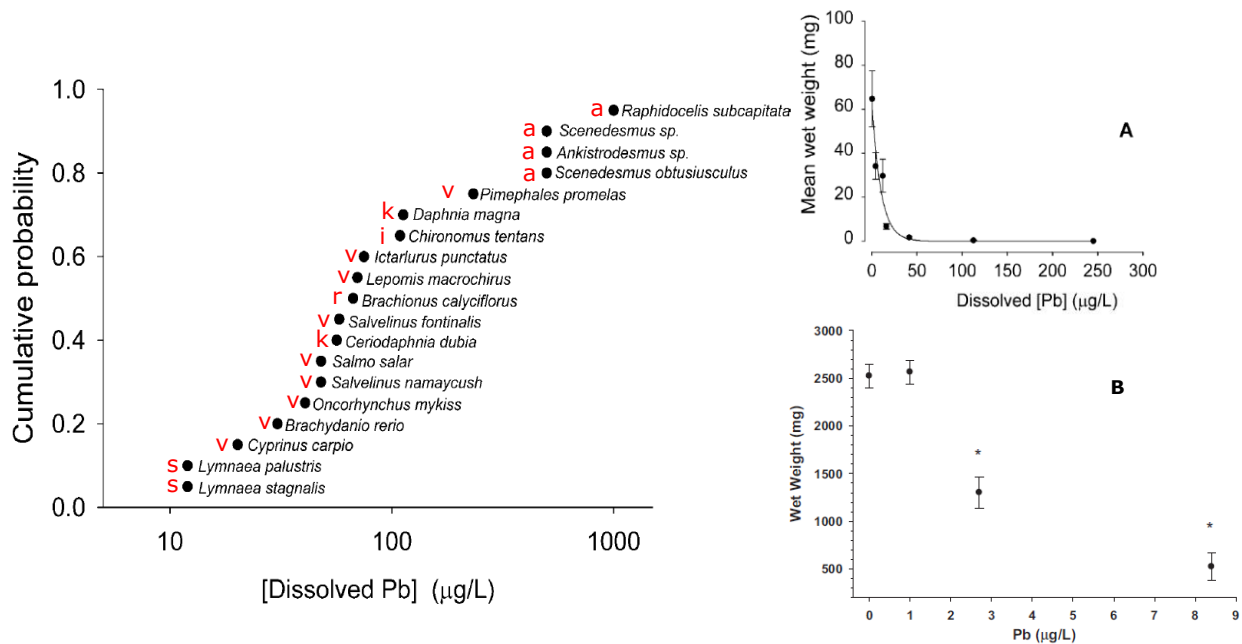 Cumulative probability
1.0
0.8
0.6
0.4
0.2
0.0
a Raphidocelis subcapitata
a Scenedesmus sp.
a Ankistrodesmus sp.
a Scenedesmus obtusiusculus
v Pimephales promelas
k Daphnia magna
i Chironomus tentans
v Ictarlurus punctatus
v Lepomis macrochirus
r Brachionus calyciflorus
v Salvelinus fontinalis
k Ceriodaphnia dubia
v Salmo salar
v Salvelinus namaycush
v Oncorhynchus mykiss
v Brachydanio rerio
v Cyprinus carpio
s Lymnaea palustris
s Lymnaea stagnalis
10 100 1000
[Dissolved Pb] (µg/L)
Mean wet weight (mg)
100
80
60
40
20
0
A
0 50 100 150 200 250 300
Dissolved [Pb] (µg/L)
Wet Weight (mg)
3000
2500
2000
1500
1000
500
B
*
*
0 1 2 3 4 5 6 7 8 9
Pb (µg/L)